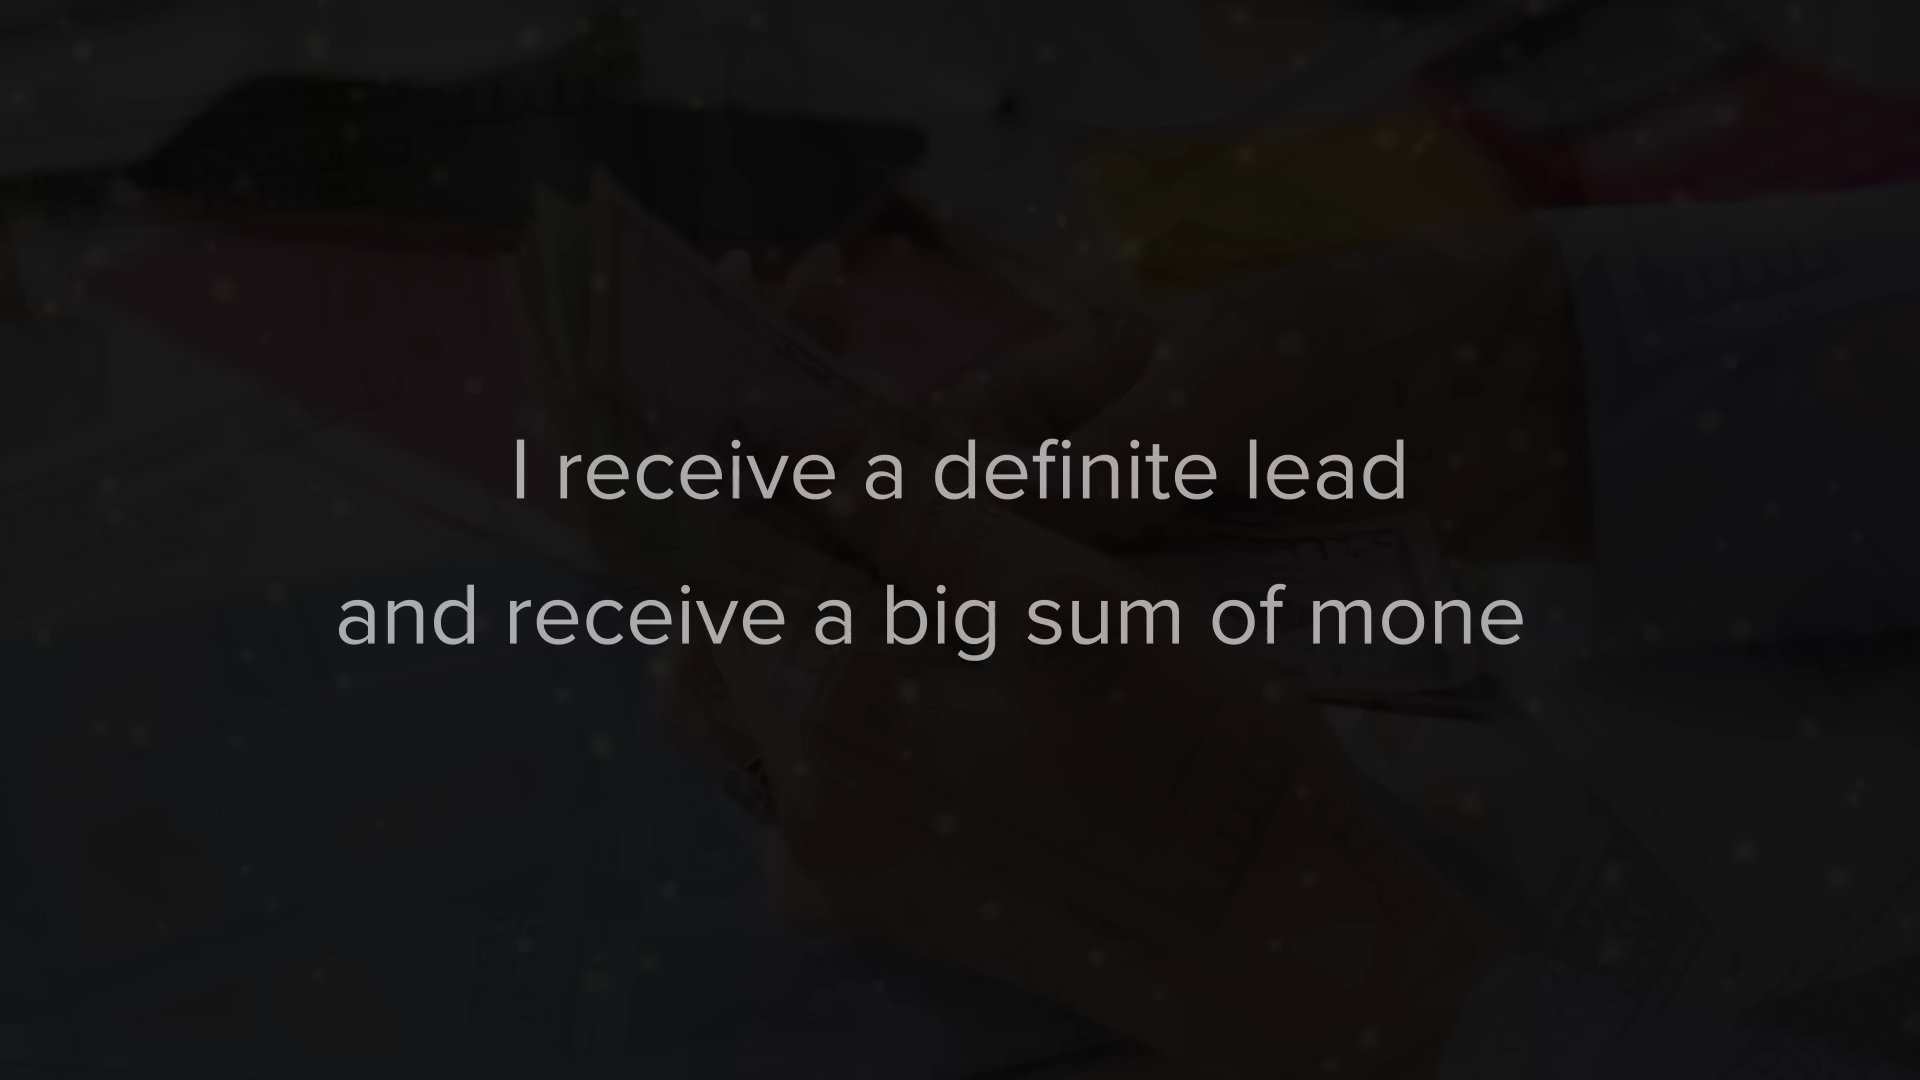 I receive a definite lead
and receive a big sum of mone